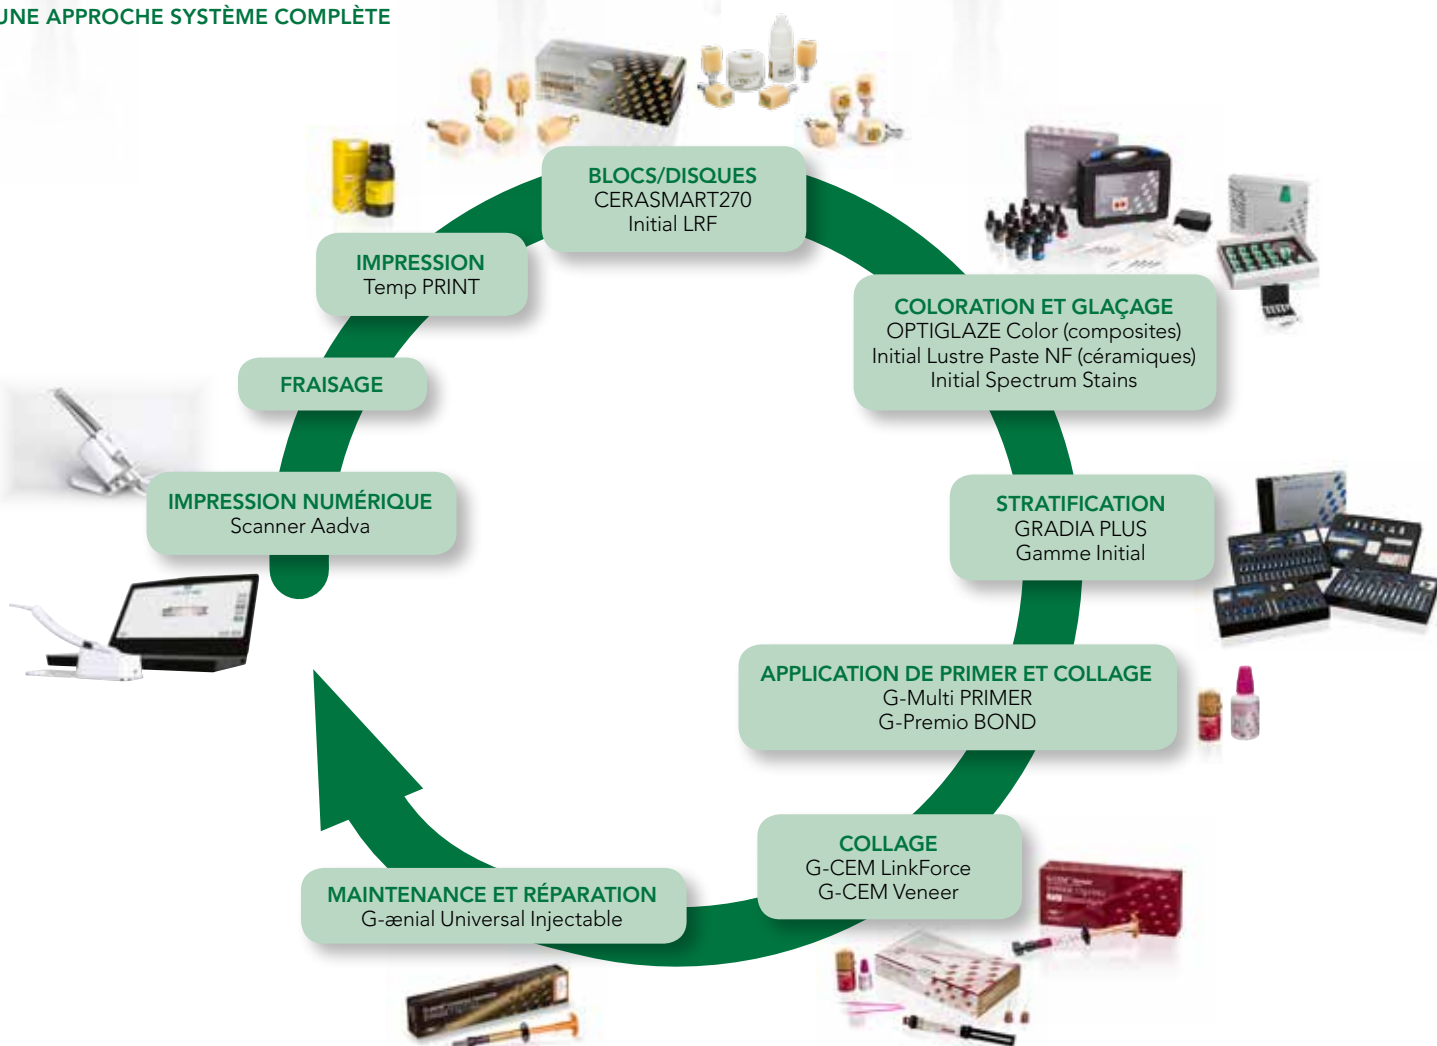 UNE APPROCHE SYSTÈME COMPLÈTE
BLOCS/DISQUES
CERASMART270
Initial LRF
IMPRESSION
Temp PRINT
COLORATION ET GLAÇAGE
OPTIGLAZE Color (composites)
Initial Lustre Paste NF (céramiques)
Initial Spectrum Stains
FRAISAGE
IMPRESSION NUMÉRIQUE
Scanner Aadva
STRATIFICATION
GRADIA PLUS
Gamme Initial
APPLICATION DE PRIMER ET COLLAGE
G-Multi PRIMER
G-Premio BOND
COLLAGE
G-CEM LinkForce
G-CEM Veneer
MAINTENANCE ET RÉPARATION
G-ænial Universal Injectable